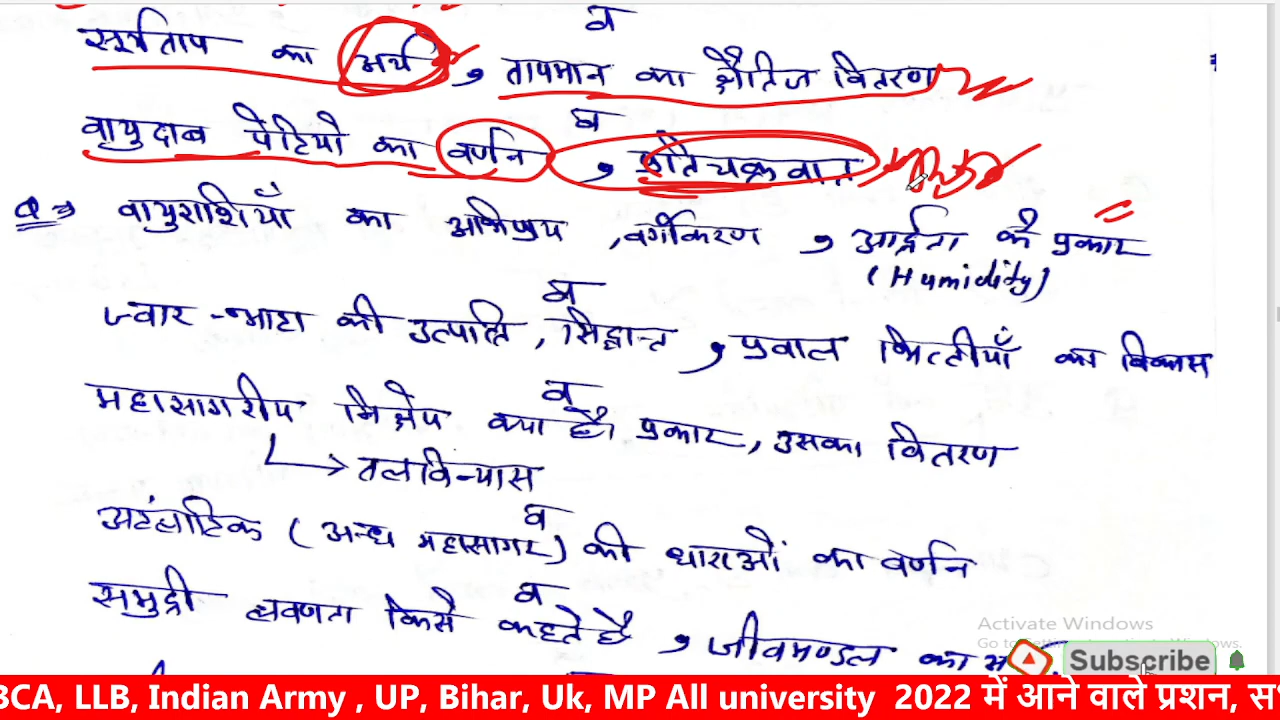 व
सूर्यताप का अर्थ, तापमान का क्षैतिज वितरण
व
वायुदाब पेटियो का वर्णन, प्रतिचक्रवात
Q ⇒ वायुराशियाँ का अभिप्राय, वर्गीकरण, आर्द्रता के प्रकार
(Humidity)
व
ज्वार-भाटा की उत्पत्ति, सिद्धान्त, प्रवाल भित्तीयाँ का विकास
व
महासागरीय निक्षेप क्या है। प्रकार, उसका वितरण
तलविन्यास
व
अटलांटिक (अन्ध महासागर) की धाराओं का वर्णन
व
समुद्री लवणता किसे कहते है, जीवमण्डल का
Activate Windows
Subscribe
BCA, LLB, Indian Army , UP, Bihar, Uk, MP All university 2022 में आने वाले प्रशन,